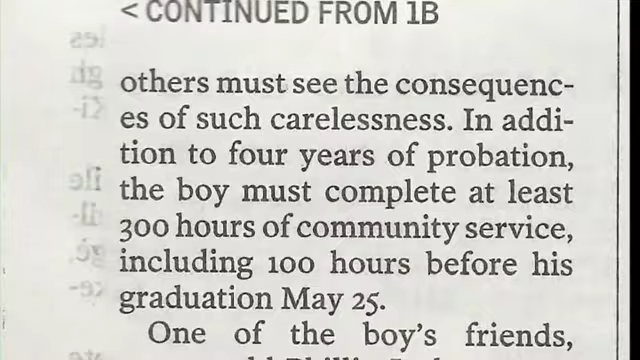 < CONTINUED FROM 1B
others must see the consequenc-
es of such carelessness. In addi-
tion to four years of probation,
the boy must complete at least
300 hours of community service,
including 100 hours before his
graduation May 25.
One of the boy's friends,